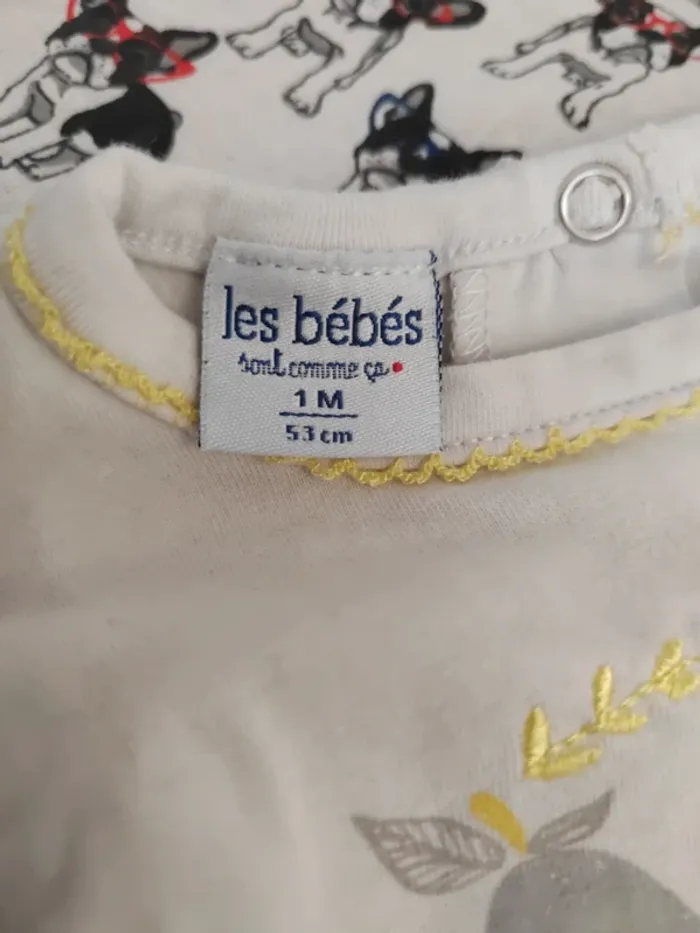 les bébés
sont comme ça
1 M
53 cm